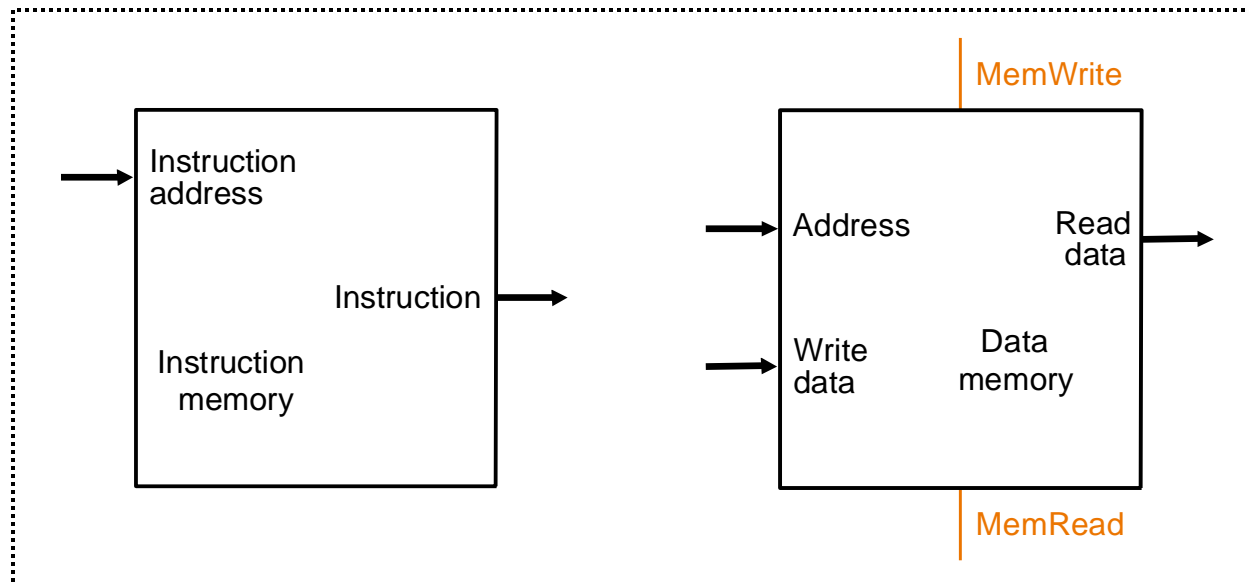 Instruction
address
Instruction
Instruction
memory
MemWrite
Address
Read
data
Write
data
Data
memory
MemRead